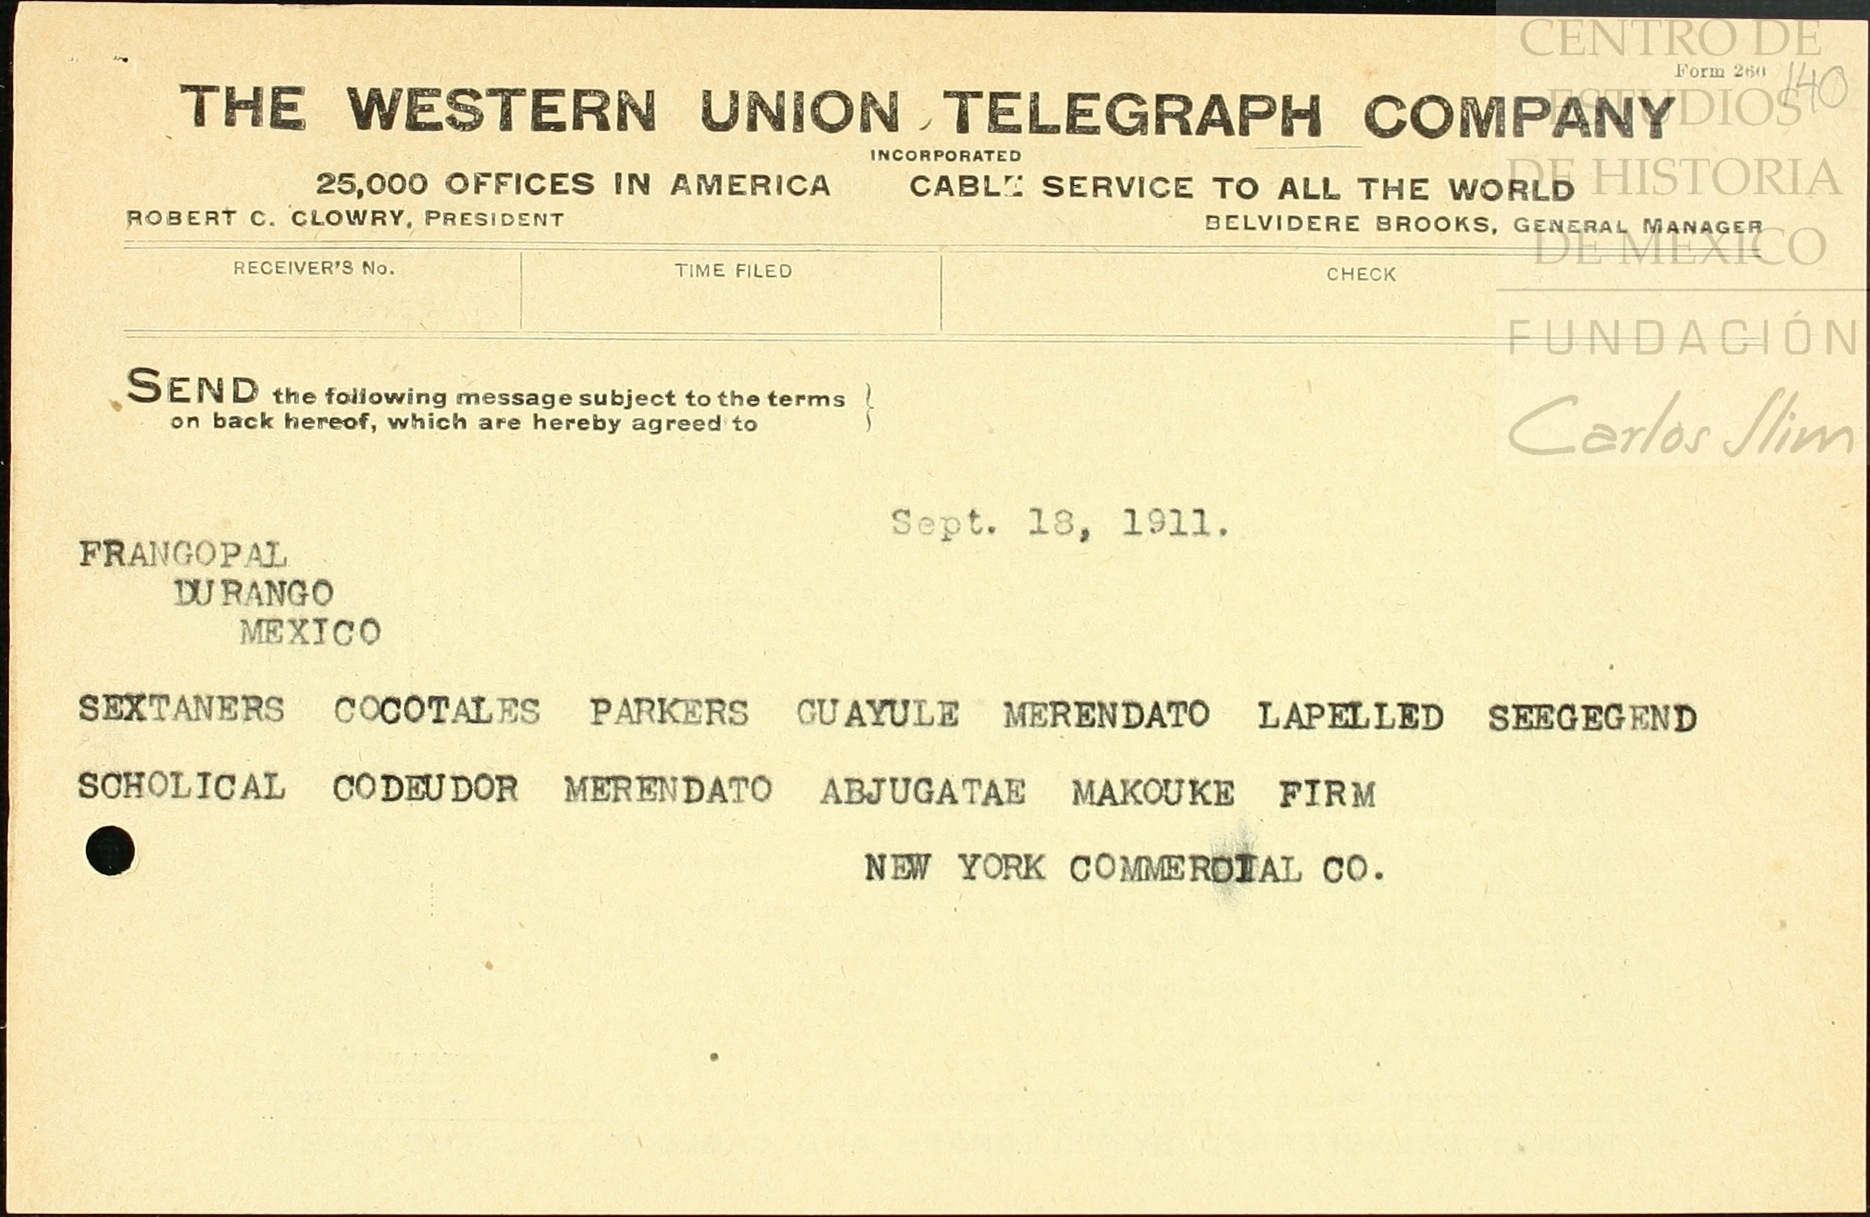 CENTRO DE
ESTUDIOS
DE HISTORIA
DE MEXICO
FUNDACIÓN
Carlos Slim
Form 260
140
THE WESTERN UNION TELEGRAPH COMPANY
INCORPORATED
25,000 OFFICES IN AMERICA CABLE SERVICE TO ALL THE WORLD
ROBERT C. CLOWRY, PRESIDENT BELVIDERE BROOKS, GENERAL MANAGER
RECEIVER'S No. TIME FILED CHECK
SEND the following message subject to the terms
on back hereof, which are hereby agreed to
Sept. 18, 1911.
FRANGOPAL
DURANGO
MEXICO
SEXTANERS COCOTALES PARKERS GUAYULE MERENDATO LAPELLED SEEGEGEND
SCHOLICAL CODEUDOR MERENDATO ABJUGATAE MAKOUKE FIRM
NEW YORK COMMERCIAL CO.